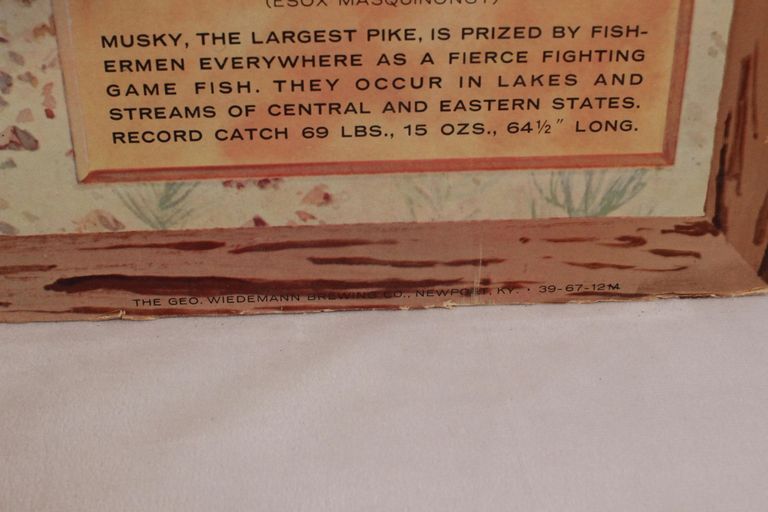 (ESOX MASQUINONGY)
MUSKY, THE LARGEST PIKE, IS PRIZED BY FISH-
ERMEN EVERYWHERE AS A FIERCE FIGHTING
GAME FISH. THEY OCCUR IN LAKES AND
STREAMS OF CENTRAL AND EASTERN STATES.
RECORD CATCH 69 LBS., 15 OZS., 64½" LONG.
THE GEO. WIEDEMANN BREWING CO., NEWPORT, KY. · 39-67-12M